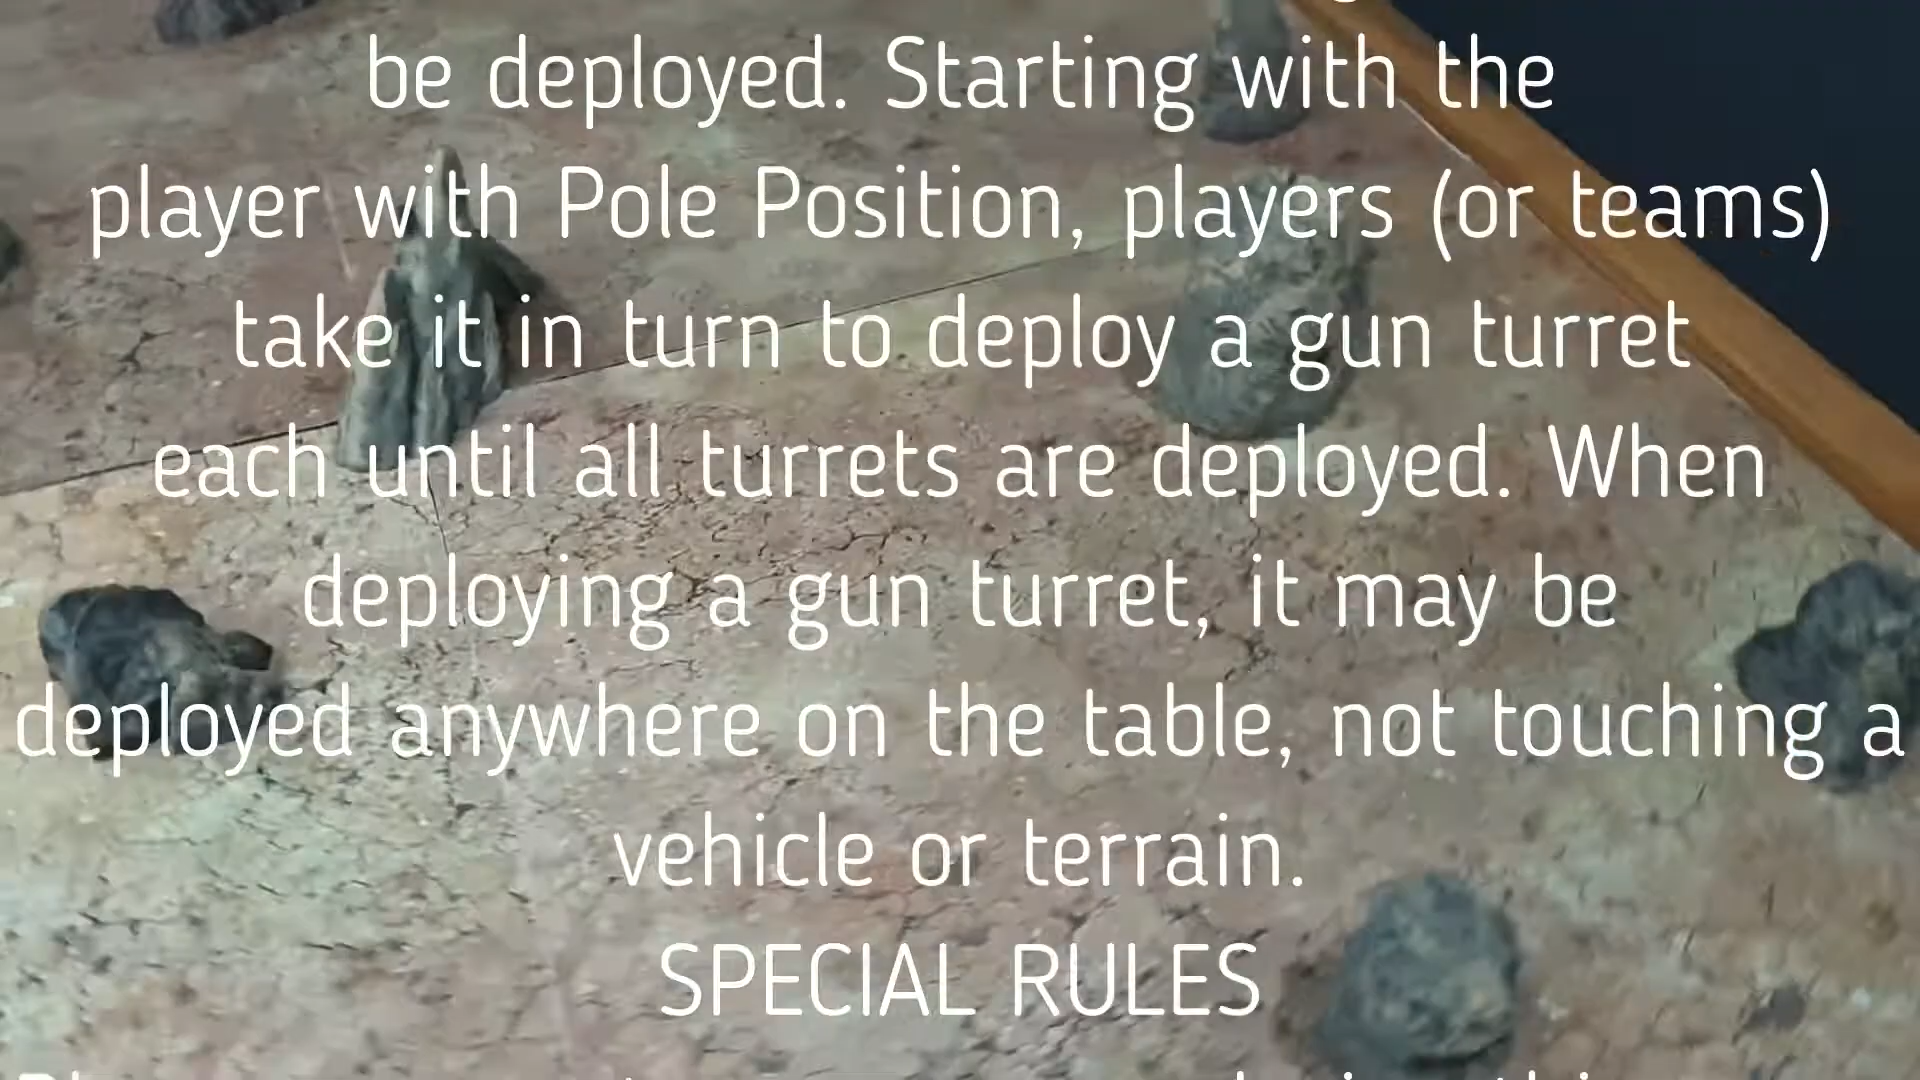 be deployed. Starting with the
player with Pole Position, players (or teams)
take it in turn to deploy a gun turret
each until all turrets are deployed. When
deploying a gun turret, it may be
deployed anywhere on the table, not touching a
vehicle or terrain.
SPECIAL RULES